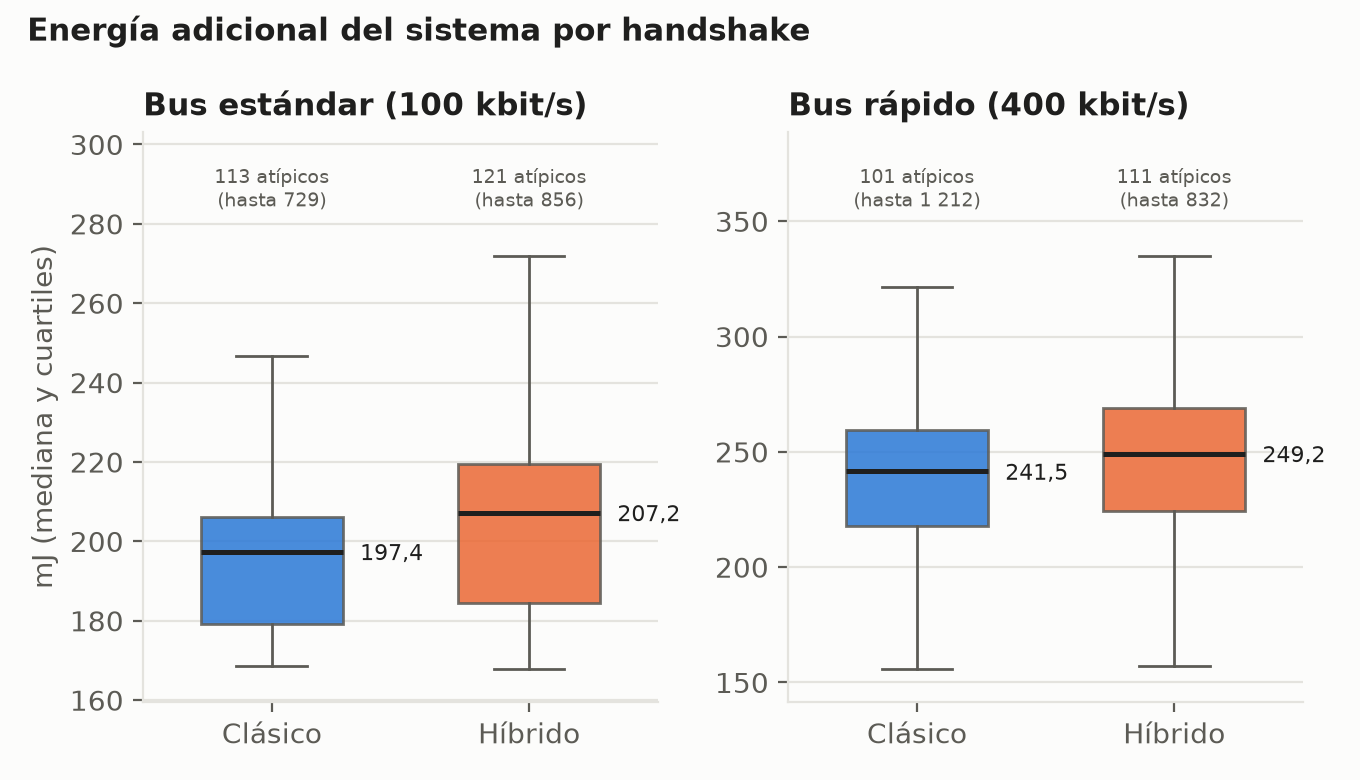 Energía adicional del sistema por handshake
Bus estándar (100 kbit/s)
mJ (mediana y cuartiles)
300
280
260
240
220
200
180
160
113 atípicos
(hasta 729)
121 atípicos
(hasta 856)
197,4
207,2
Clásico
Híbrido
Bus rápido (400 kbit/s)
350
300
250
200
150
101 atípicos
(hasta 1 212)
111 atípicos
(hasta 832)
241,5
249,2
Clásico
Híbrido